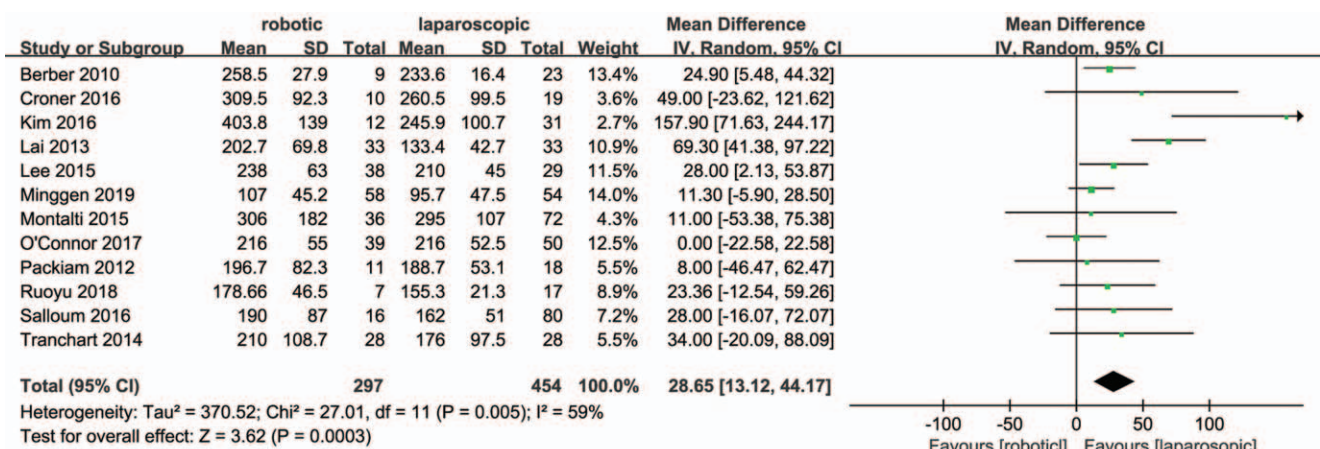 robotic laparoscopic Mean Difference Mean Difference
Study or Subgroup Mean SD Total Mean SD Total Weight IV, Random, 95% CI IV, Random, 95% CI
Berber 2010 258.5 27.9 9 233.6 16.4 23 13.4% 24.90 [5.48, 44.32]
Croner 2016 309.5 92.3 10 260.5 99.5 19 3.6% 49.00 [-23.62, 121.62]
Kim 2016 403.8 139 12 245.9 100.7 31 2.7% 157.90 [71.63, 244.17]
Lai 2013 202.7 69.8 33 133.4 42.7 33 10.9% 69.30 [41.38, 97.22]
Lee 2015 238 63 38 210 45 29 11.5% 28.00 [2.13, 53.87]
Minggen 2019 107 45.2 58 95.7 47.5 54 14.0% 11.30 [-5.90, 28.50]
Montalti 2015 306 182 36 295 107 72 4.3% 11.00 [-53.38, 75.38]
O'Connor 2017 216 55 39 216 52.5 50 12.5% 0.00 [-22.58, 22.58]
Packiam 2012 196.7 82.3 11 188.7 53.1 18 5.5% 8.00 [-46.47, 62.47]
Ruoyu 2018 178.66 46.5 7 155.3 21.3 17 8.9% 23.36 [-12.54, 59.26]
Salloum 2016 190 87 16 162 51 80 7.2% 28.00 [-16.07, 72.07]
Tranchart 2014 210 108.7 28 176 97.5 28 5.5% 34.00 [-20.09, 88.09]
Total (95% CI) 297 454 100.0% 28.65 [13.12, 44.17]
Heterogeneity: Tau² = 370.52; Chi² = 27.01, df = 11 (P = 0.005); I² = 59%
Test for overall effect: Z = 3.62 (P = 0.0003)
-100 -50 0 50 100
Favours [robotic] Favours [laparosopic]